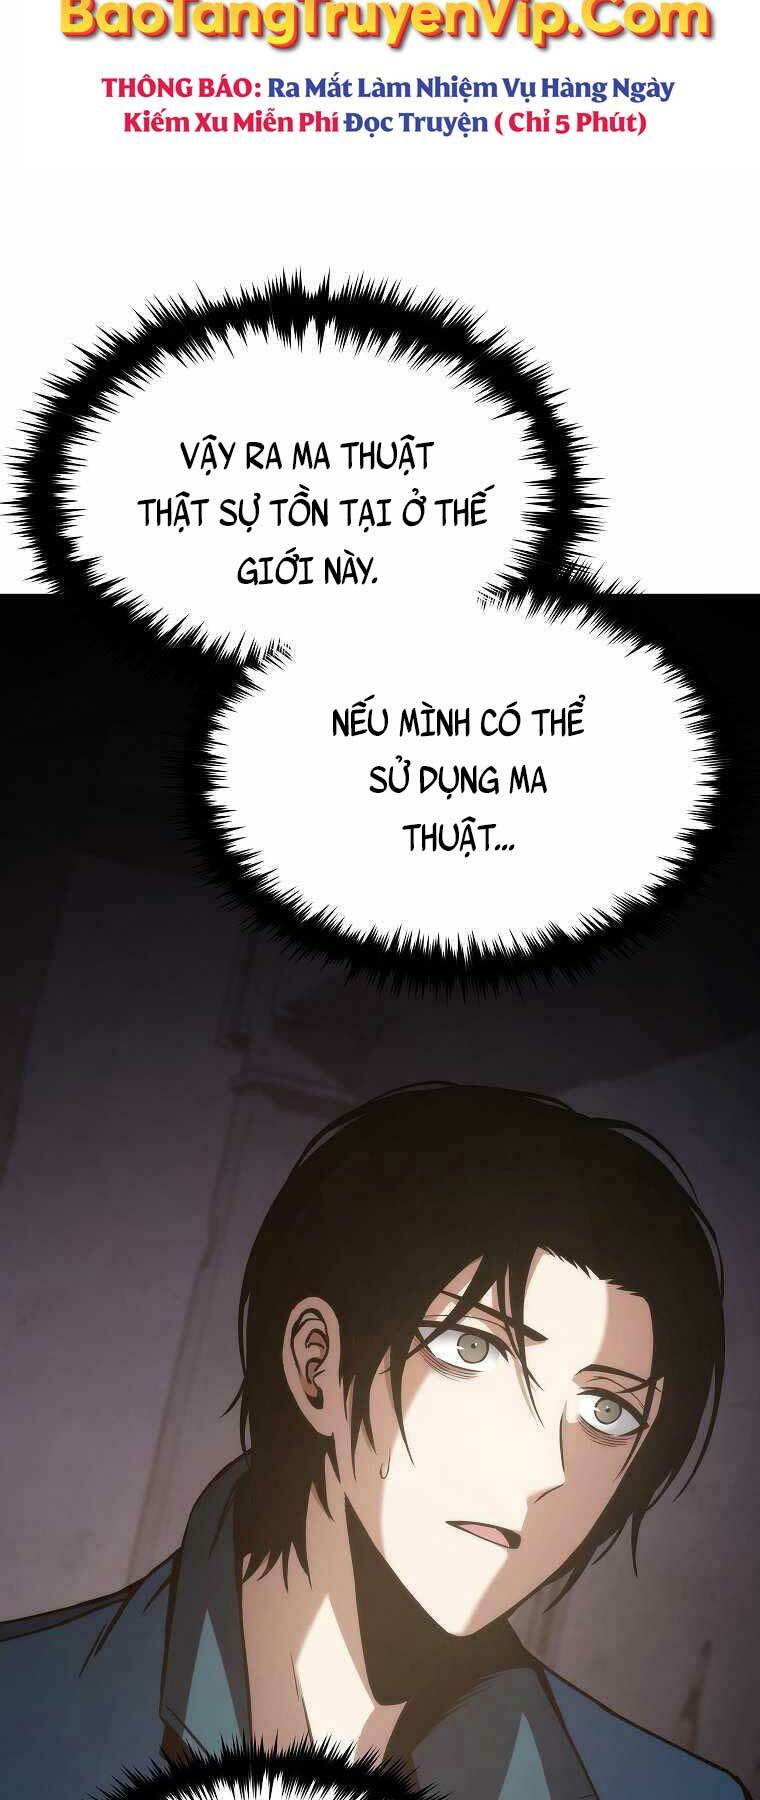 BaoTangTruyenVip.Com
THÔNG BÁO: Ra Mắt Làm Nhiệm Vụ Hàng Ngày
Kiếm Xu Miễn Phí Đọc Truyện ( Chỉ 5 Phút)
VẬY RA MA THUẬT
THẬT SỰ TỒN TẠI Ở THẾ
GIỚI NÀY.
NẾU MÌNH CÓ THỂ
SỬ DỤNG MA
THUẬT...